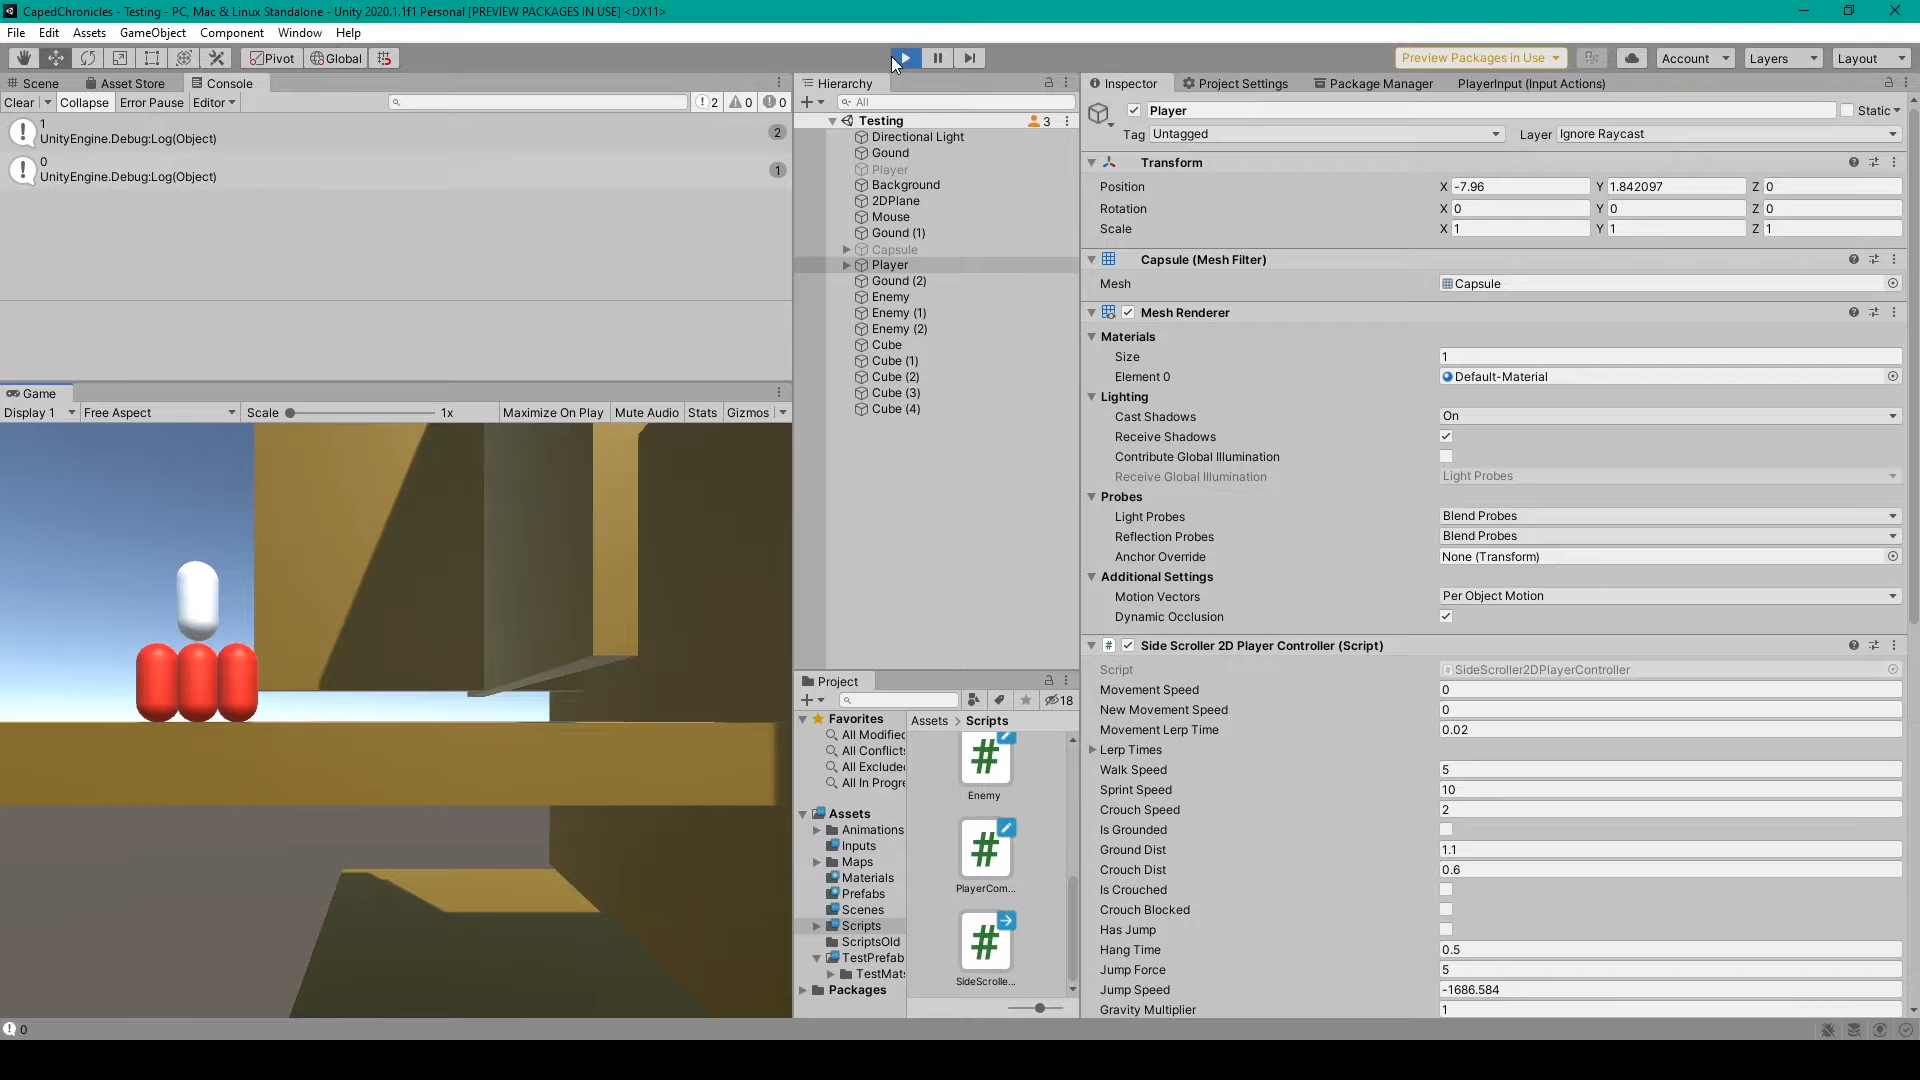 CapedChronicles - Testing - PC, Mac & Linux Standalone - Unity 2020.1.1f1 Personal [PREVIEW PACKAGES IN USE] <DX11>
File Edit Assets GameObject Component Window Help
Pivot Global Preview Packages in Use Account Layers Layout
Scene Asset Store Console
Clear Collapse Error Pause Editor 2 0 0
1
UnityEngine.Debug:Log(Object) 2
0
UnityEngine.Debug:Log(Object) 1
Game
Display 1 Free Aspect Scale 1x Maximize On Play Mute Audio Stats Gizmos
0
Hierarchy
All
Testing 3
Directional Light
Gound
Player
Background
2DPlane
Mouse
Gound (1)
Capsule
Player
Gound (2)
Enemy
Enemy (1)
Enemy (2)
Cube
Cube (1)
Cube (2)
Cube (3)
Cube (4)
Project
18
Favorites
All Modified
All Conflicts
All Excluded
All In Progre
Assets
Animations
Inputs
Maps
Materials
Prefabs
Scenes
Scripts
ScriptsOld
TestPrefab
TestMats
Packages
Assets > Scripts
Enemy
PlayerCom...
SideScrolle...
Inspector Project Settings Package Manager PlayerInput (Input Actions)
Player Static
Tag Untagged Layer Ignore Raycast
Transform
Position X -7.96 Y 1.842097 Z 0
Rotation X 0 Y 0 Z 0
Scale X 1 Y 1 Z 1
Capsule (Mesh Filter)
Mesh Capsule
Mesh Renderer
Materials
Size 1
Element 0 Default-Material
Lighting
Cast Shadows On
Receive Shadows
Contribute Global Illumination
Receive Global Illumination Light Probes
Probes
Light Probes Blend Probes
Reflection Probes Blend Probes
Anchor Override None (Transform)
Additional Settings
Motion Vectors Per Object Motion
Dynamic Occlusion
# Side Scroller 2D Player Controller (Script)
Script SideScroller2DPlayerController
Movement Speed 0
New Movement Speed 0
Movement Lerp Time 0.02
Lerp Times
Walk Speed 5
Sprint Speed 10
Crouch Speed 2
Is Grounded
Ground Dist 1.1
Crouch Dist 0.6
Is Crouched
Crouch Blocked
Has Jump
Hang Time 0.5
Jump Force 5
Jump Speed -1686.584
Gravity Multiplier 1